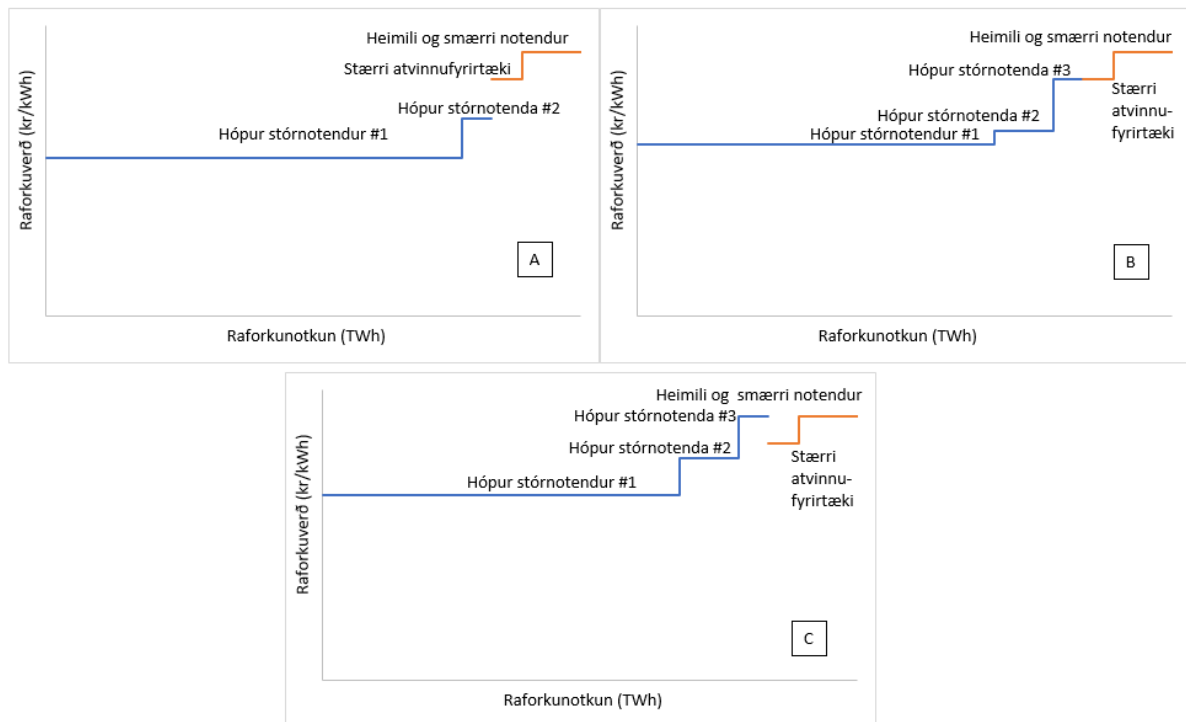 Heimili og smærri notendur
Stærri atvinnufyrirtæki
Hópur stórnotenda #2
Hópur stórnotendur #1
Raforkuverð (kr/kWh)
A
Raforkunotkun (TWh)
Heimili og smærri notendur
Hópur stórnotenda #3
Stærri
atvinnu-
fyrirtæki
Hópur stórnotenda #2
Hópur stórnotendur #1
Raforkuverð (kr/kWh)
B
Raforkunotkun (TWh)
Heimili og smærri notendur
Hópur stórnotenda #3
Hópur stórnotenda #2
Stærri
atvinnu-
fyrirtæki
Hópur stórnotendur #1
Raforkuverð (kr/kWh)
C
Raforkunotkun (TWh)